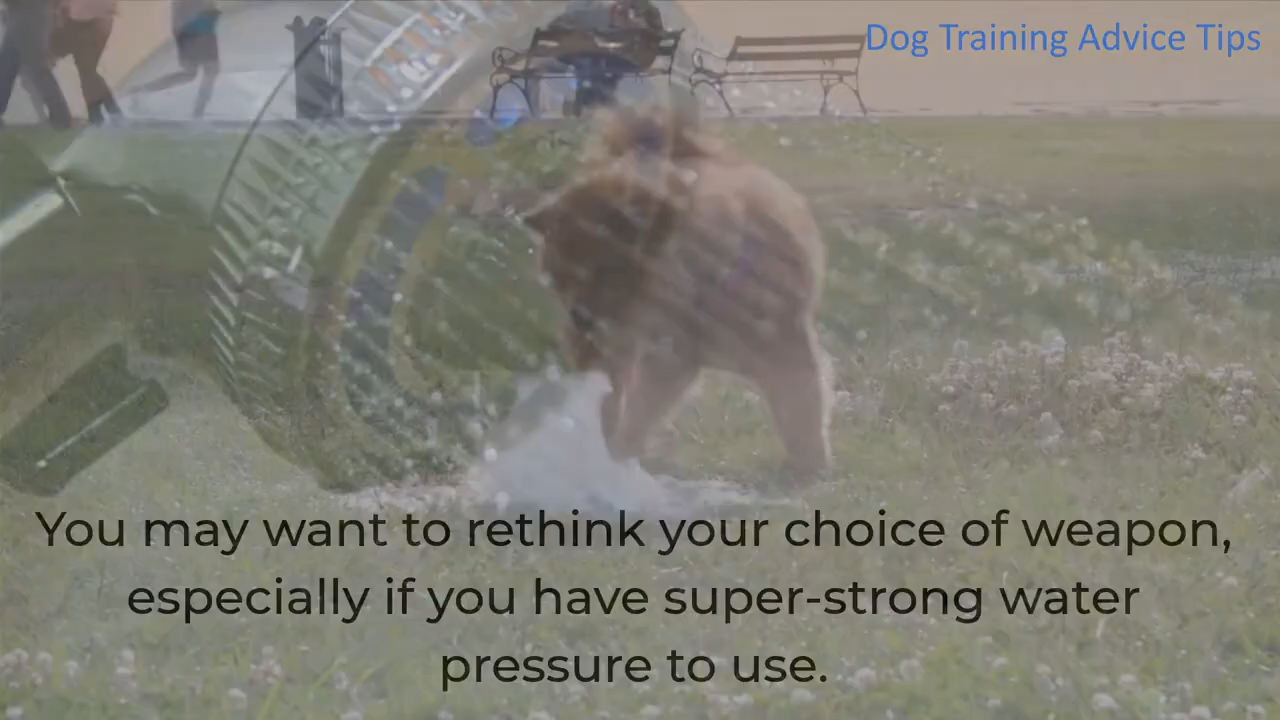 Dog Training Advice Tips
You may want to rethink your choice of weapon,
especially if you have super-strong water
pressure to use.